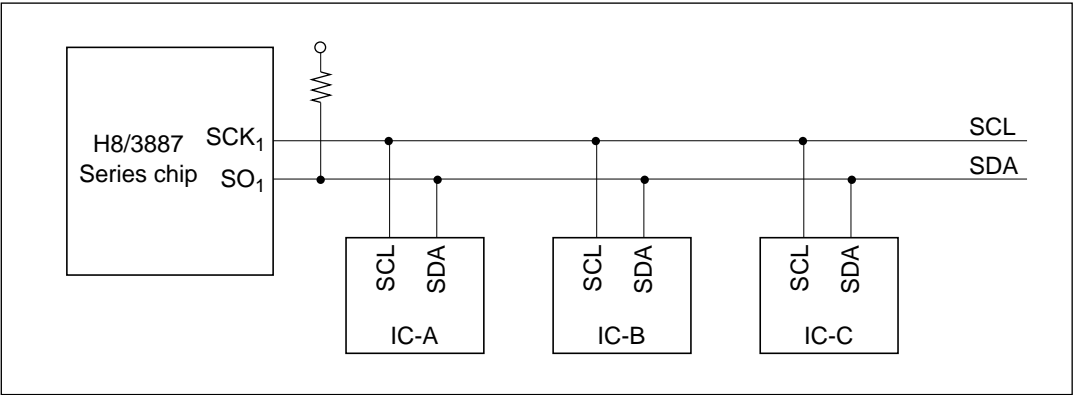 H8/3887
Series chip
SCK₁
SO₁
SCL
SDA
SCL
SDA
IC-A
SCL
SDA
IC-B
SCL
SDA
IC-C